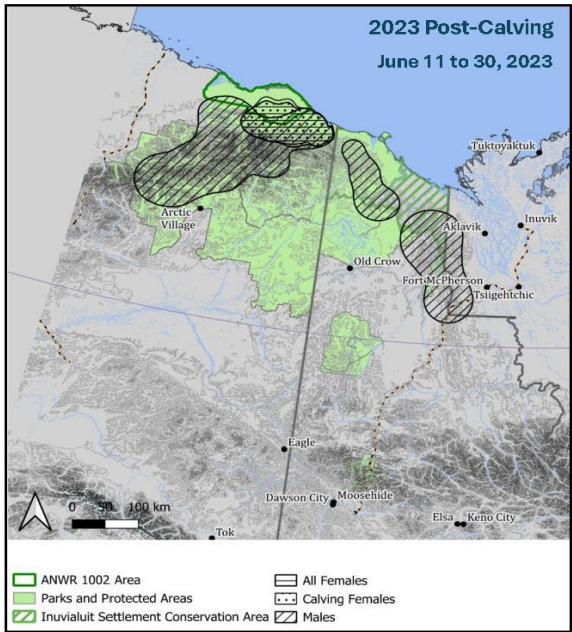 2023 Post-Calving
June 11 to 30, 2023
Tuktoyaktuk
Inuvik
Aklavik
Arctic
Village
Old Crow
Fort McPherson
Tsiigehtchic
Eagle
Dawson City
Moosehide
Elsa
Keno City
Tok
0 50 100 km
ANWR 1002 Area
All Females
Parks and Protected Areas
Calving Females
Inuvialuit Settlement Conservation Area
Males